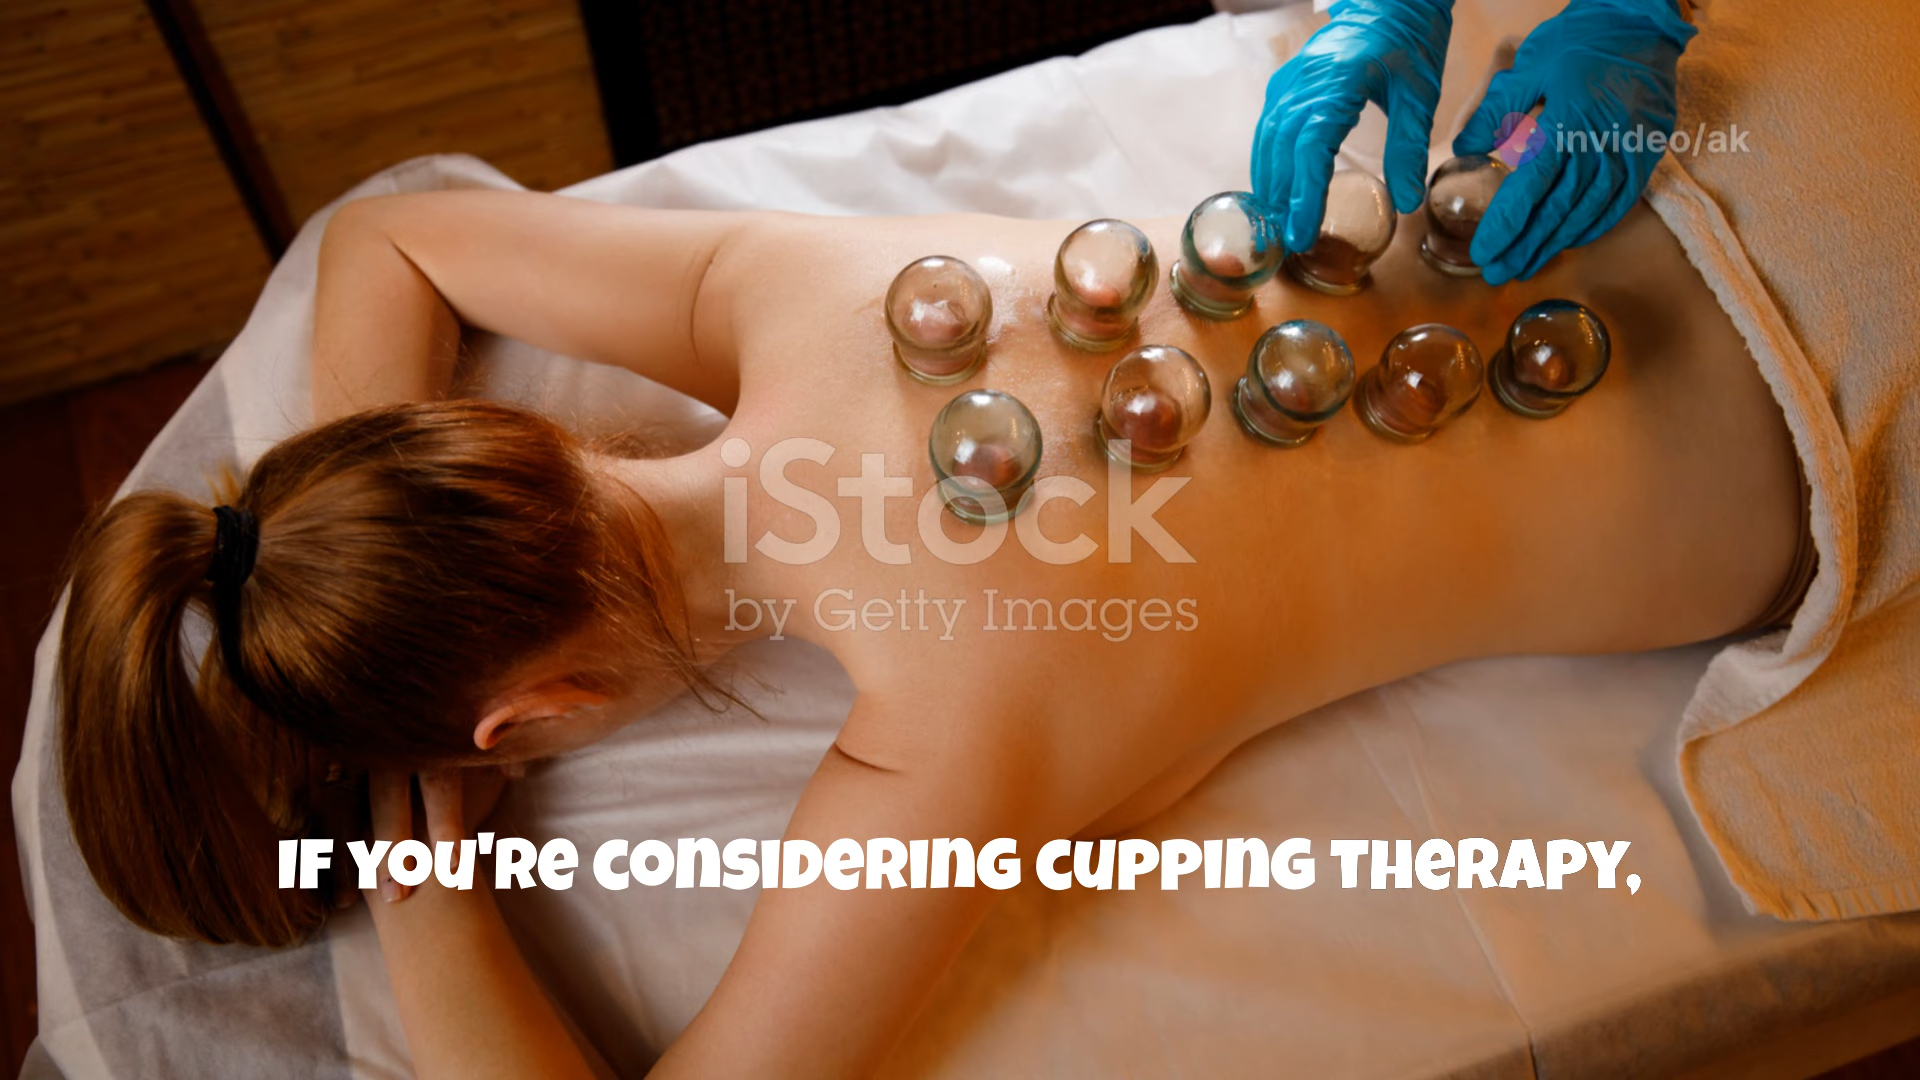 invideo/ak
iStock
by Getty Images
IF YOU'RE CONSIDERING CUPPING THERAPY,